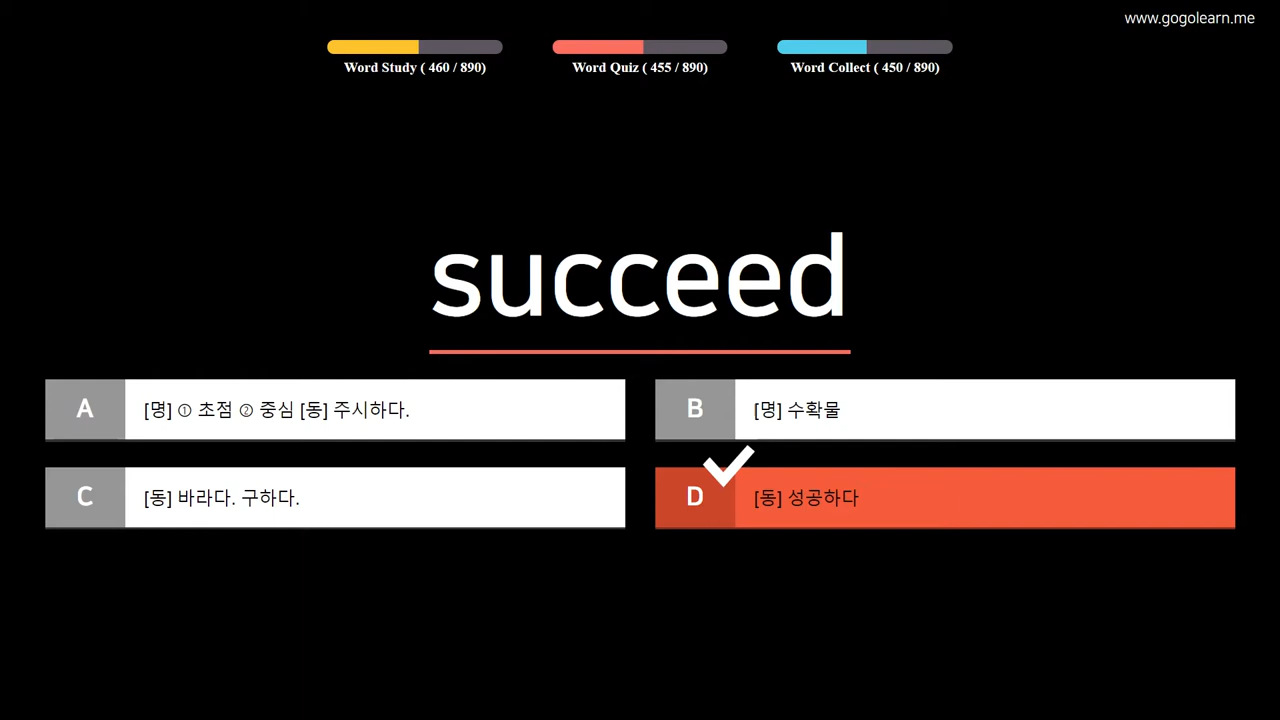 www.gogolearn.me
Word Study ( 460 / 890)
Word Quiz ( 455 / 890)
Word Collect ( 450 / 890)
succeed
A [명] ① 초점 ② 중심 [동] 주시하다.
B [명] 수확물
C [동] 바라다. 구하다.
D [동] 성공하다